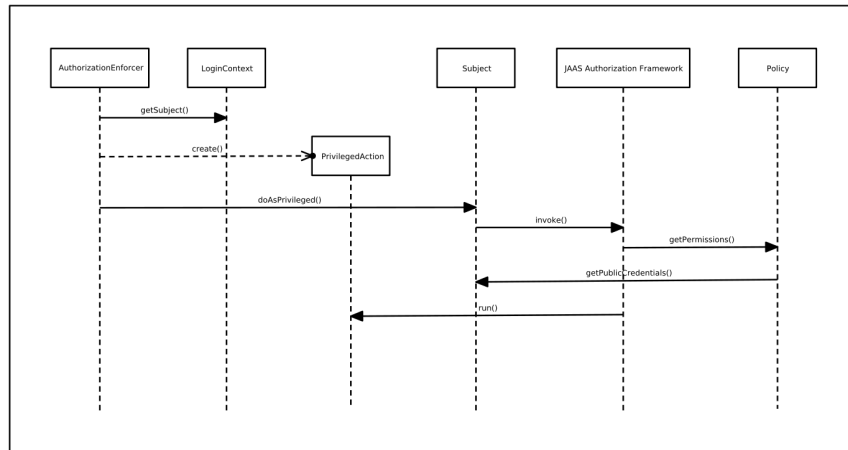 AuthorizationEnforcer
LoginContext
Subject
JAAS Authorization Framework
Policy
getSubject()
create()
PrivilegedAction
doAsPrivileged()
invoke()
getPermissions()
getPublicCredentials()
run()